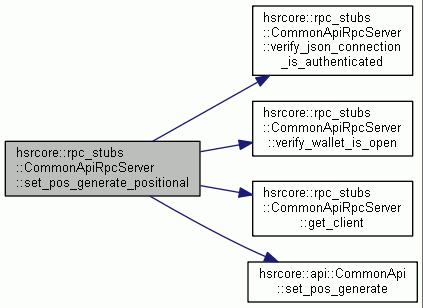 hsrcore::rpc_stubs
::CommonApiRpcServer
::set_pos_generate_positional
hsrcore::rpc_stubs
::CommonApiRpcServer
::verify_json_connection
_is_authenticated
hsrcore::rpc_stubs
::CommonApiRpcServer
::verify_wallet_is_open
hsrcore::rpc_stubs
::CommonApiRpcServer
::get_client
hsrcore::api::CommonApi
::set_pos_generate